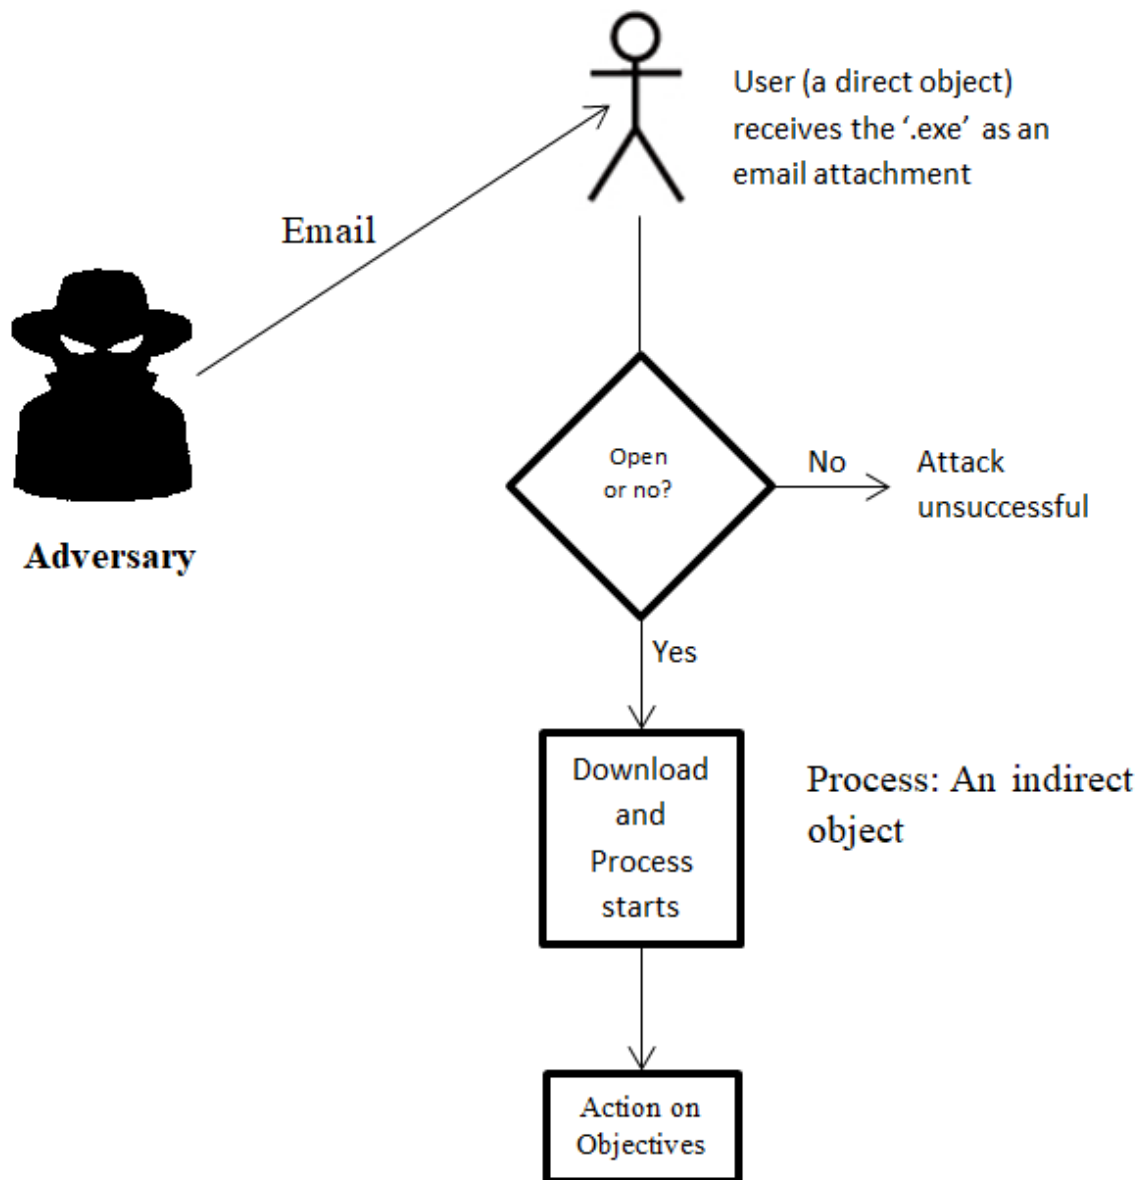 User (a direct object)
receives the ‘.exe’ as an
email attachment
Email
Adversary
Open
or no?
No
Attack
unsuccessful
Yes
Download
and
Process
starts
Process: An indirect
object
Action on
Objectives